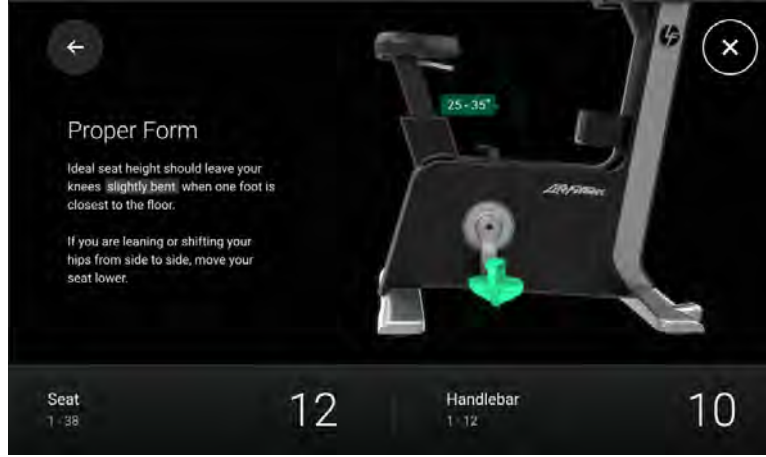 25 - 35°
Proper Form
Ideal seat height should leave your
knees slightly bent when one foot is
closest to the floor.
If you are leaning or shifting your
hips from side to side, move your
seat lower.
LifeFitness
Seat
1 - 38
12
Handlebar
1 - 12
10